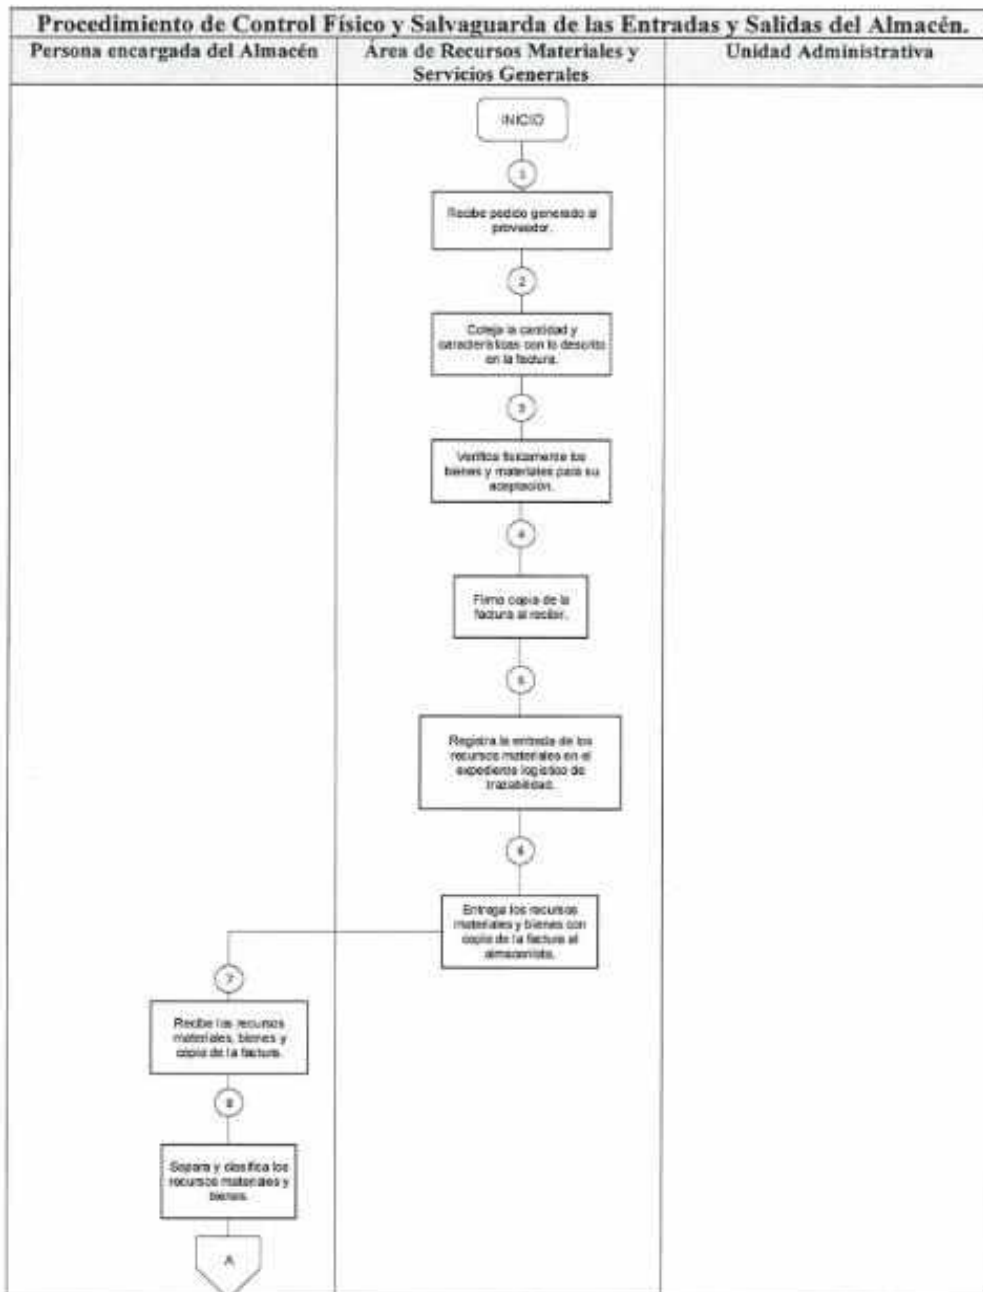 Procedimiento de Control Físico y Salvaguarda de las Entradas y Salidas del Almacén.
Persona encargada del Almacén
Área de Recursos Materiales y
Servicios Generales
Unidad Administrativa
INICIO
1
Recibe pedido generado al
proveedor.
2
Coteja la cantidad y
características con lo descrito
en la factura.
3
Verifica físicamente los
bienes y materiales para su
aceptación.
4
Firma copia de la
factura al recibir.
5
Registra la entrada de los
recursos materiales en el
expediente logístico de
trazabilidad.
6
Entrega los recursos
materiales y bienes con
copia de la factura al
almacenista.
7
Recibe los recursos
materiales, bienes y
copia de la factura.
8
Separa y clasifica los
recursos materiales y
bienes.
A